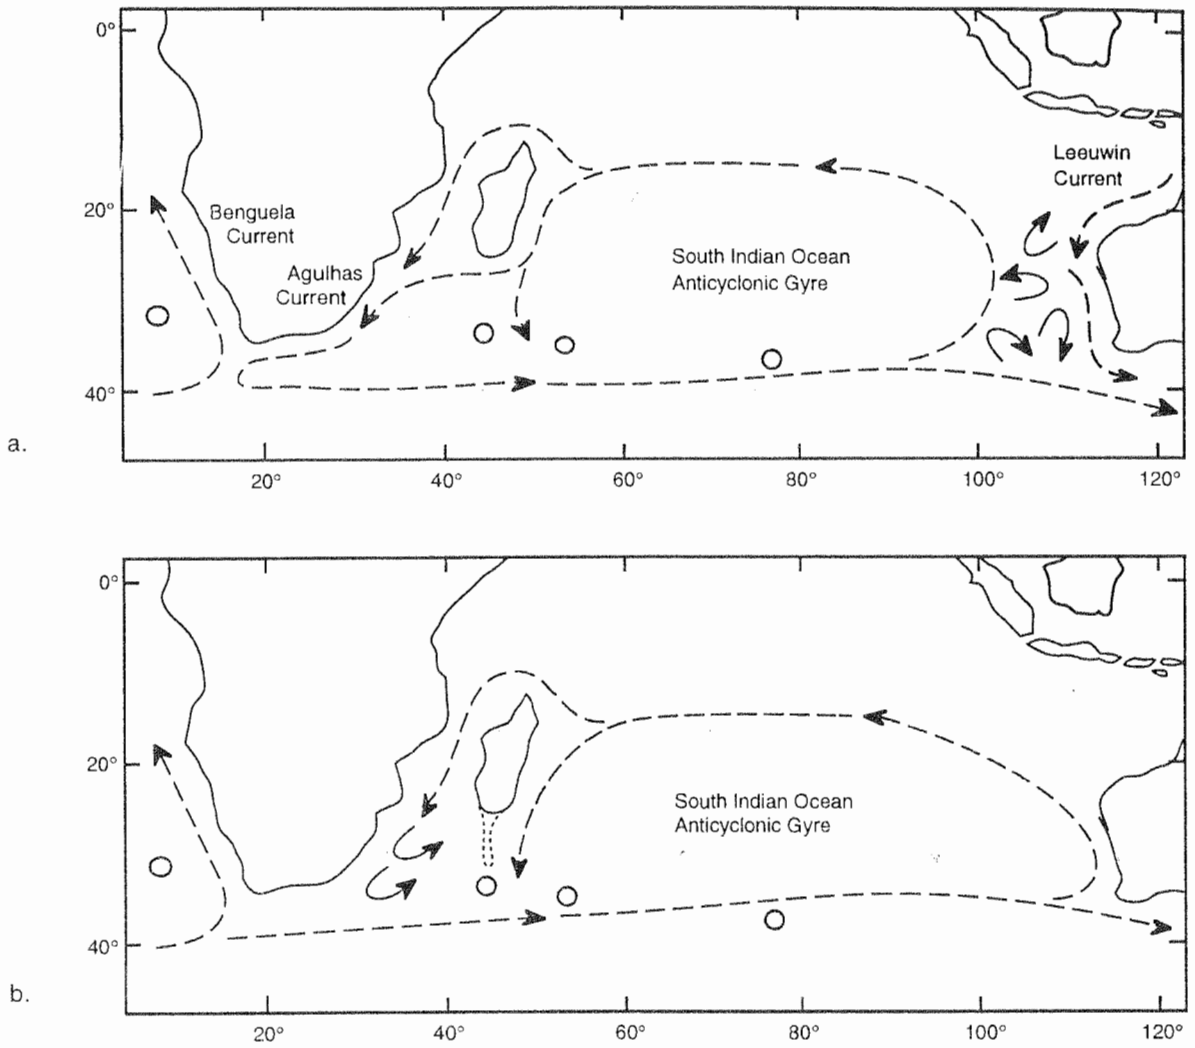 0°
20°
40°
Leeuwin
Current
Benguela
Current
Agulhas
Current
South Indian Ocean
Anticyclonic Gyre
a.
20°
40°
60°
80°
100°
120°
0°
20°
40°
South Indian Ocean
Anticyclonic Gyre
b.
20°
40°
60°
80°
100°
120°